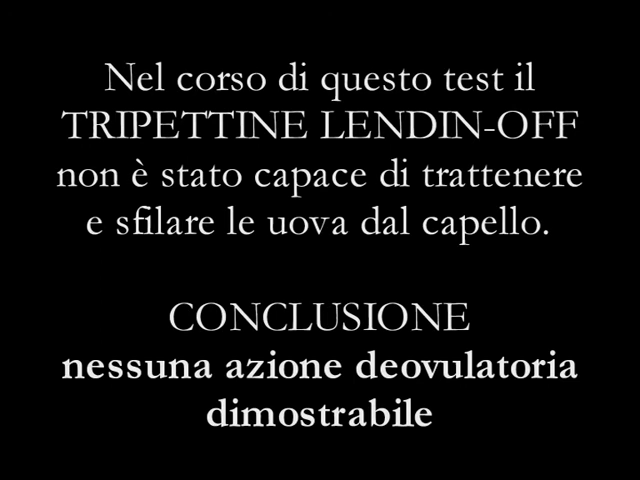 Nel corso di questo test il
TRIPETTINE LENDIN-OFF
non è stato capace di trattenere
e sfilare le uova dal capello.
CONCLUSIONE
nessuna azione deovulatoria
dimostrabile